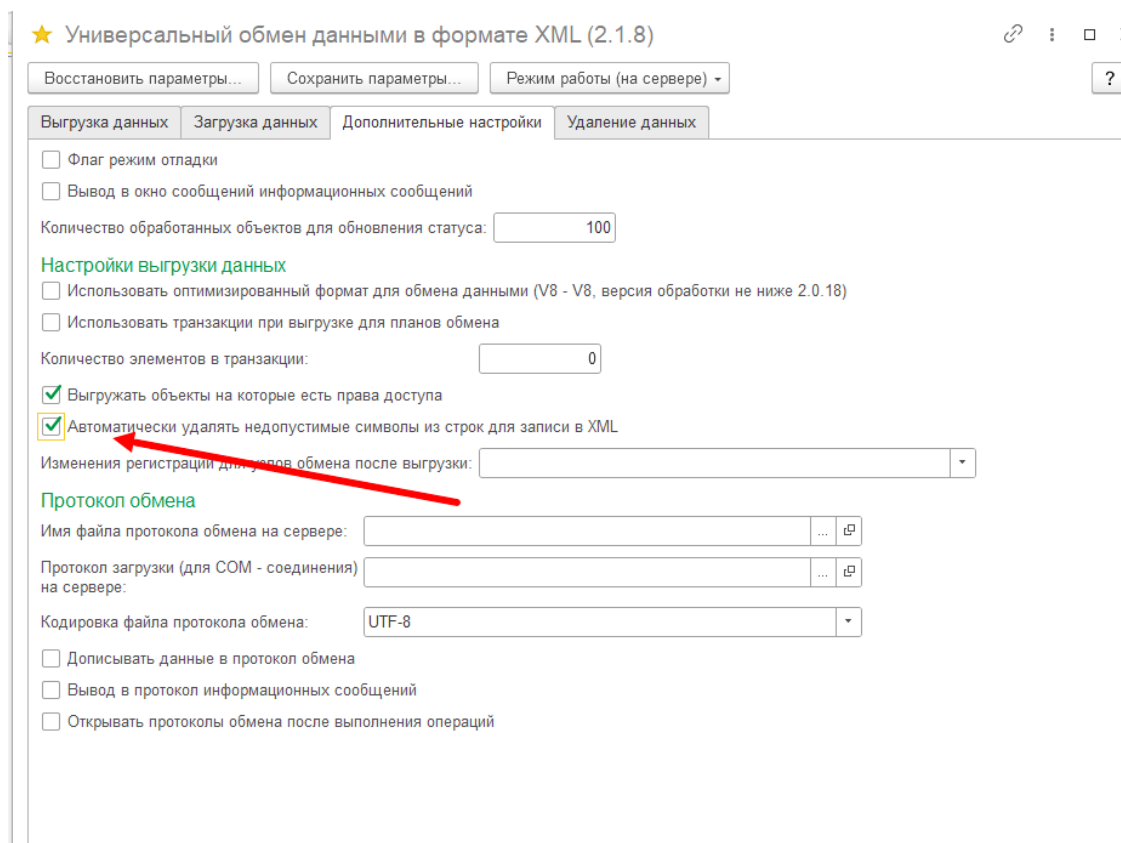 Универсальный обмен данными в формате XML (2.1.8)
Восстановить параметры... Сохранить параметры... Режим работы (на сервере) ?
Выгрузка данных Загрузка данных Дополнительные настройки Удаление данных
Флаг режим отладки
Вывод в окно сообщений информационных сообщений
Количество обработанных объектов для обновления статуса: 100
Настройки выгрузки данных
Использовать оптимизированный формат для обмена данными (V8 - V8, версия обработки не ниже 2.0.18)
Использовать транзакции при выгрузке для планов обмена
Количество элементов в транзакции: 0
Выгружать объекты на которые есть права доступа
Автоматически удалять недопустимые символы из строк для записи в XML
Изменения регистрации для узлов обмена после выгрузки:
Протокол обмена
Имя файла протокола обмена на сервере: ...
Протокол загрузки (для COM - соединения) ...
на сервере:
Кодировка файла протокола обмена: UTF-8
Дописывать данные в протокол обмена
Вывод в протокол информационных сообщений
Открывать протоколы обмена после выполнения операций